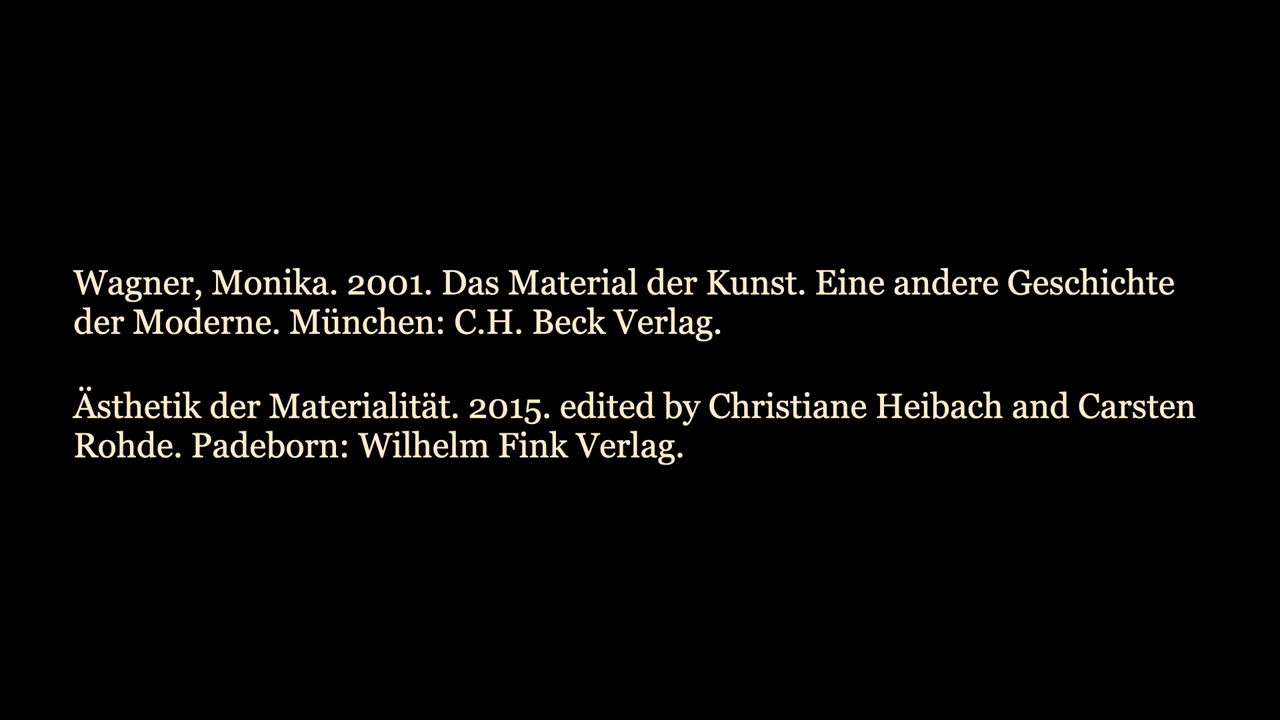 Wagner, Monika. 2001. Das Material der Kunst. Eine andere Geschichte
der Moderne. München: C.H. Beck Verlag.
Ästhetik der Materialität. 2015. edited by Christiane Heibach and Carsten
Rohde. Padeborn: Wilhelm Fink Verlag.